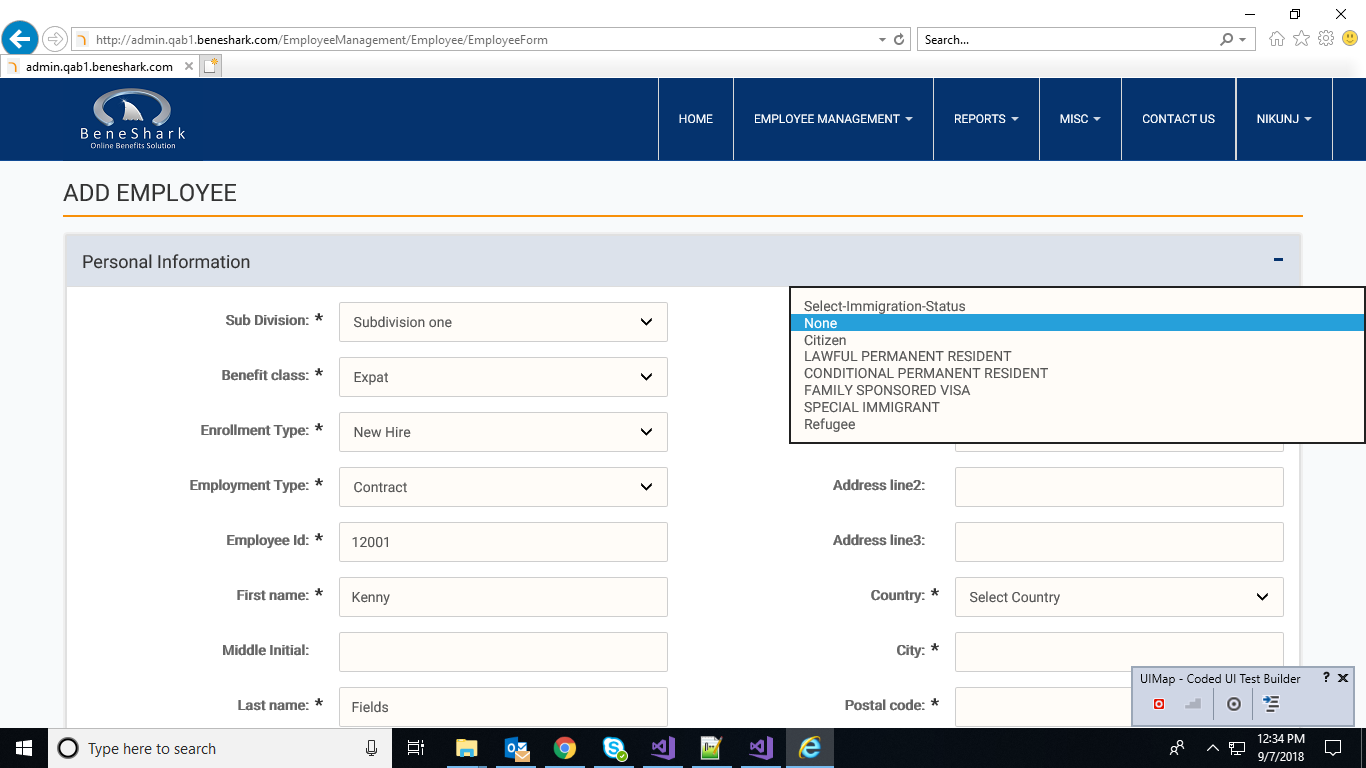 http://admin.qab1.beneshark.com/EmployeeManagement/Employee/EmployeeForm
Search...
admin.qab1.beneshark.com
BeneShark
Online Benefits Solution
HOME
EMPLOYEE MANAGEMENT
REPORTS
MISC
CONTACT US
NIKUNJ
ADD EMPLOYEE
Personal Information
Sub Division: *
Subdivision one
Benefit class: *
Expat
Enrollment Type: *
New Hire
Employment Type: *
Contract
Employee Id: *
12001
First name: *
Kenny
Middle Initial:
Last name: *
Fields
Select-Immigration-Status
None
Citizen
LAWFUL PERMANENT RESIDENT
CONDITIONAL PERMANENT RESIDENT
FAMILY SPONSORED VISA
SPECIAL IMMIGRANT
Refugee
Address line2:
Address line3:
Country: *
Select Country
City: *
Postal code: *
UIMap - Coded UI Test Builder
?
Type here to search
12:34 PM
9/7/2018